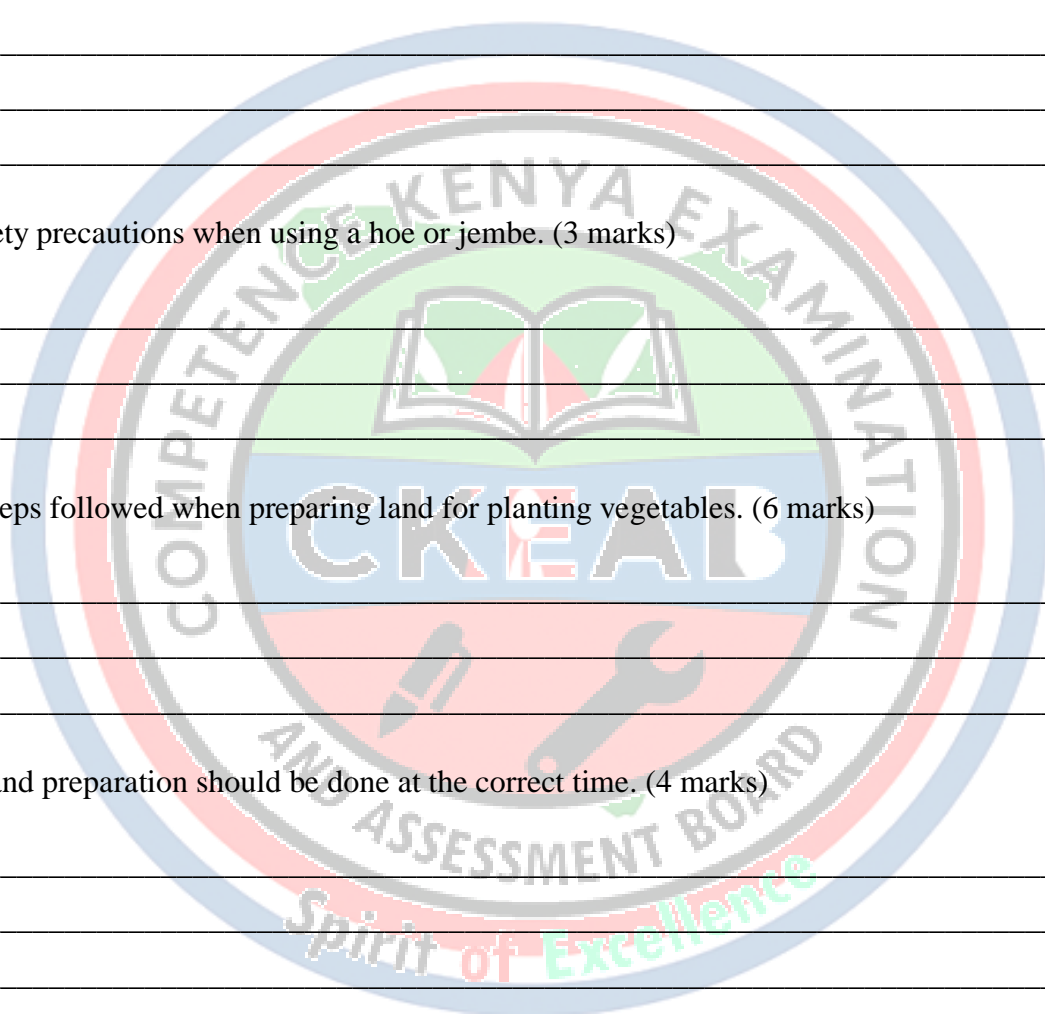 COMPETENCE KENYA EXAMINATION
ety precautions when using a hoe or jembe. (3 marks)
CKEAB
eps followed when preparing land for planting vegetables. (6 marks)
and preparation should be done at the correct time. (4 marks)
AND ASSESSMENT BOARD
Spirit of Excellence